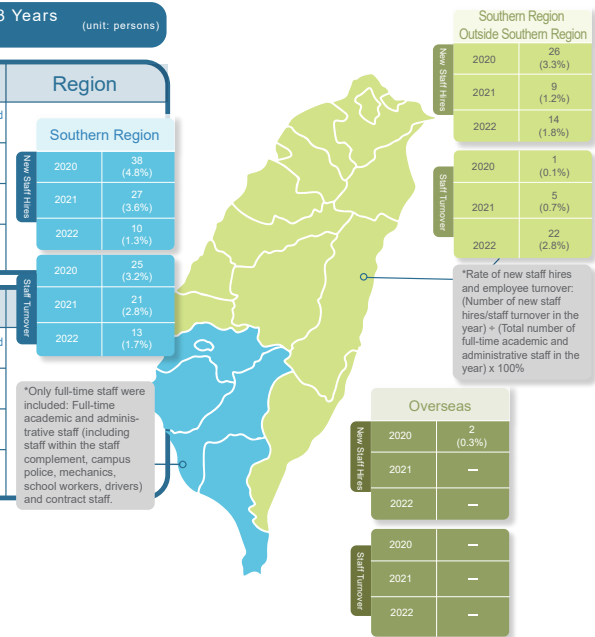 3 Years
(unit: persons)
Region
Southern Region
New Staff Hires
2020 38 (4.8%)
2021 27 (3.6%)
2022 10 (1.3%)
Staff Turnover
2020 25 (3.2%)
2021 21 (2.8%)
2022 13 (1.7%)
*Only full-time staff were
included: Full-time
academic and adminis-
trative staff (including
staff within the staff
complement, campus
police, mechanics,
school workers, drivers)
and contract staff.
Southern Region
Outside Southern Region
New Staff Hires
2020 26 (3.3%)
2021 9 (1.2%)
2022 14 (1.8%)
Staff Turnover
2020 1 (0.1%)
2021 5 (0.7%)
2022 22 (2.8%)
*Rate of new staff hires
and employee turnover:
(Number of new staff
hires/staff turnover in the
year) ÷ (Total number of
full-time academic and
administrative staff in the
year) x 100%
Overseas
New Staff Hires
2020 2 (0.3%)
2021 —
2022 —
Staff Turnover
2020 —
2021 —
2022 —